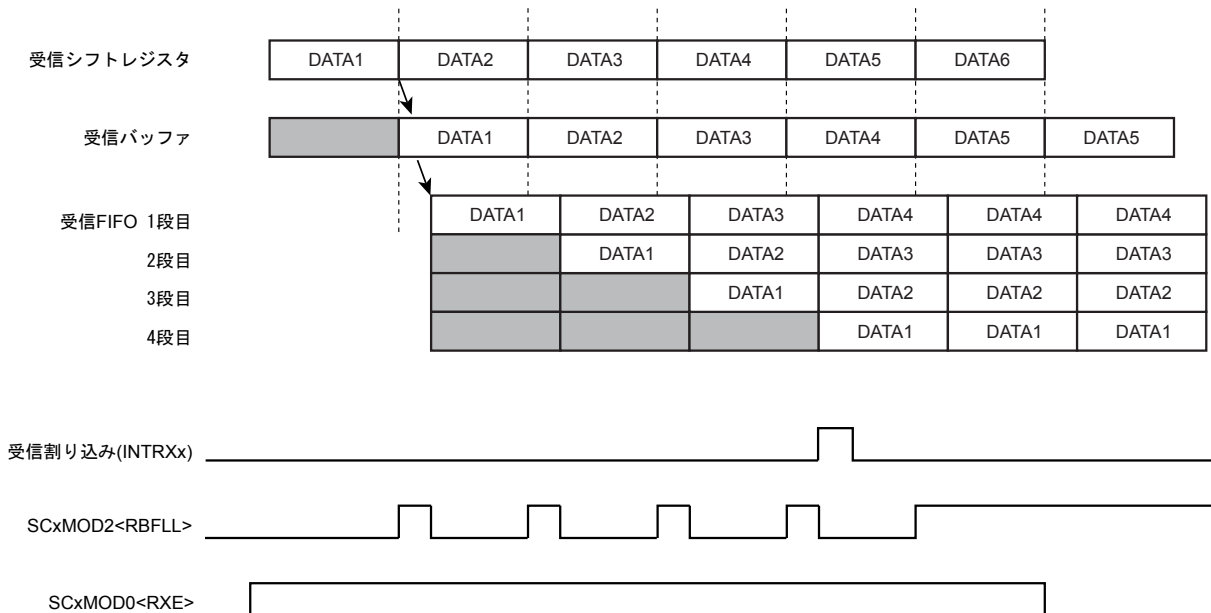 受信シフトレジスタ DATA1 DATA2 DATA3 DATA4 DATA5 DATA6
受信バッファ DATA1 DATA2 DATA3 DATA4 DATA5 DATA5
受信FIFO 1段目 DATA1 DATA2 DATA3 DATA4 DATA4 DATA4
2段目 DATA1 DATA2 DATA3 DATA3 DATA3
3段目 DATA1 DATA2 DATA2 DATA2
4段目 DATA1 DATA1 DATA1
受信割り込み(INTRXx)
SCxMOD2<RBFLL>
SCxMOD0<RXE>